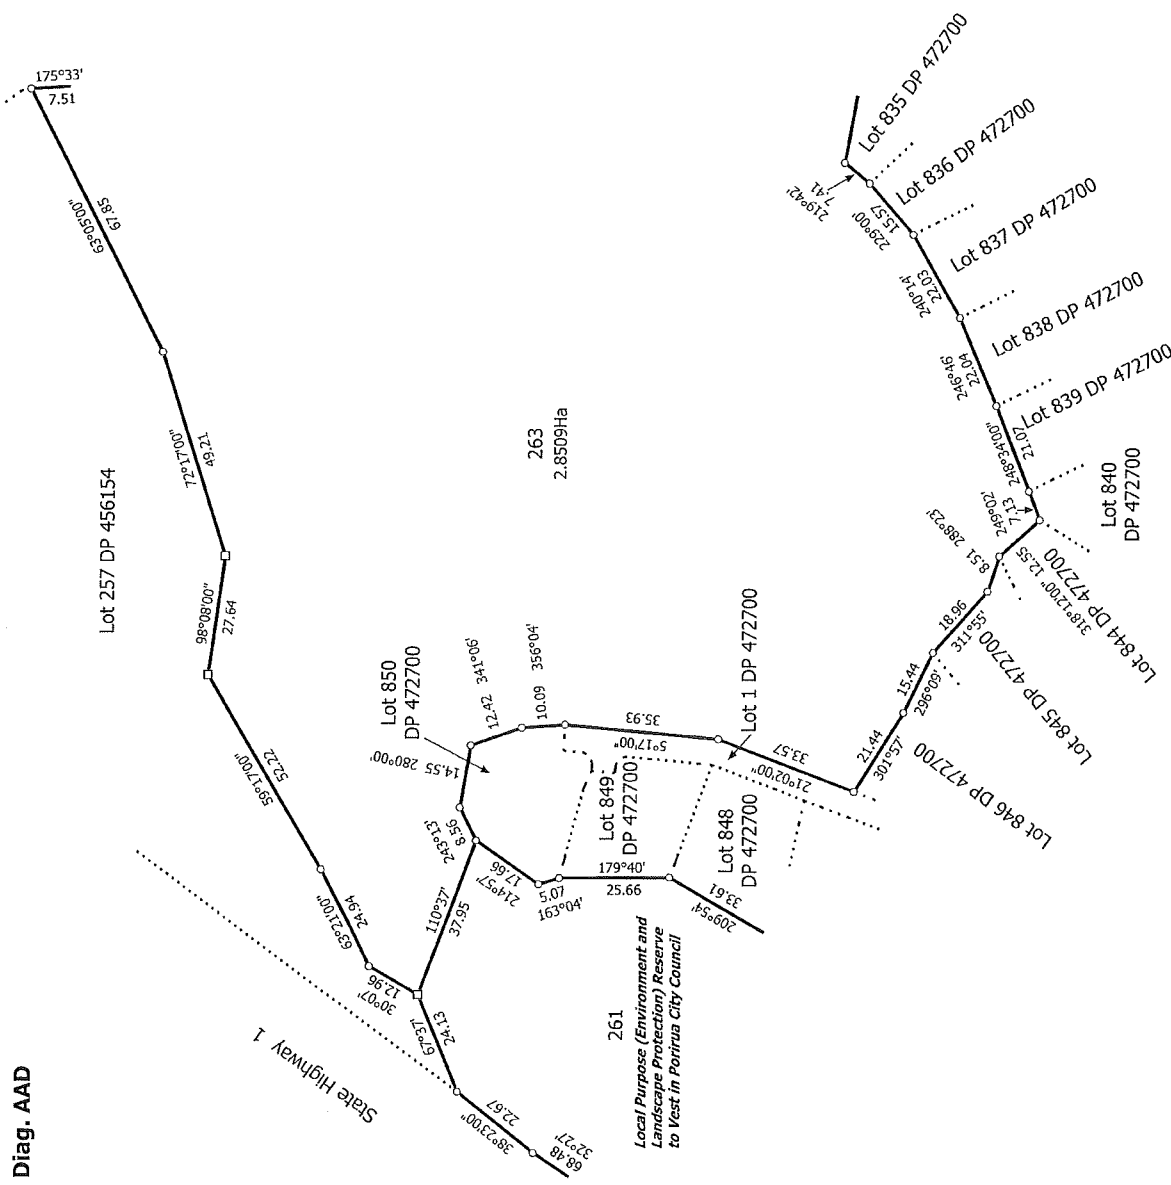 Diag. AAD
175°33'
7.51
63°05'00"
67.85
72°17'00"
49.21
Lot 257 DP 456154
98°08'00"
27.64
59°17'00"
52.22
63°21'00"
24.94
30°07'
12.96
State Highway 1
67°37'
24.13
38°23'00"
22.67
68.48
32°27'
110°37'
37.95
263
2.8509Ha
Lot 850
DP 472700
12.42 341°06'
10.09 356°04'
14.55 280°00'
243°13'
8.56
17.66
214°57'
5.07
163°04'
179°40'
25.66
Lot 849
DP 472700
35.93
5°17'00"
Lot 1 DP 472700
33.57
21°02'00"
Lot 848
DP 472700
33.61
209°54'
261
Local Purpose (Environment and
Landscape Protection) Reserve
to Vest in Porirua City Council
21.44
301°57'
Lot 846 DP 472700
15.44
296°09'
Lot 845 DP 472700
18.96
311°55'
8.51 288°23'
318°12'00" 12.55
Lot 844 DP 472700
249°02'
7.13
Lot 840
DP 472700
248°34'00"
21.07
Lot 839 DP 472700
246°46'
22.04
Lot 838 DP 472700
240°14'
22.03
Lot 837 DP 472700
229°00'
15.57
Lot 836 DP 472700
219°42'
7.41
Lot 835 DP 472700